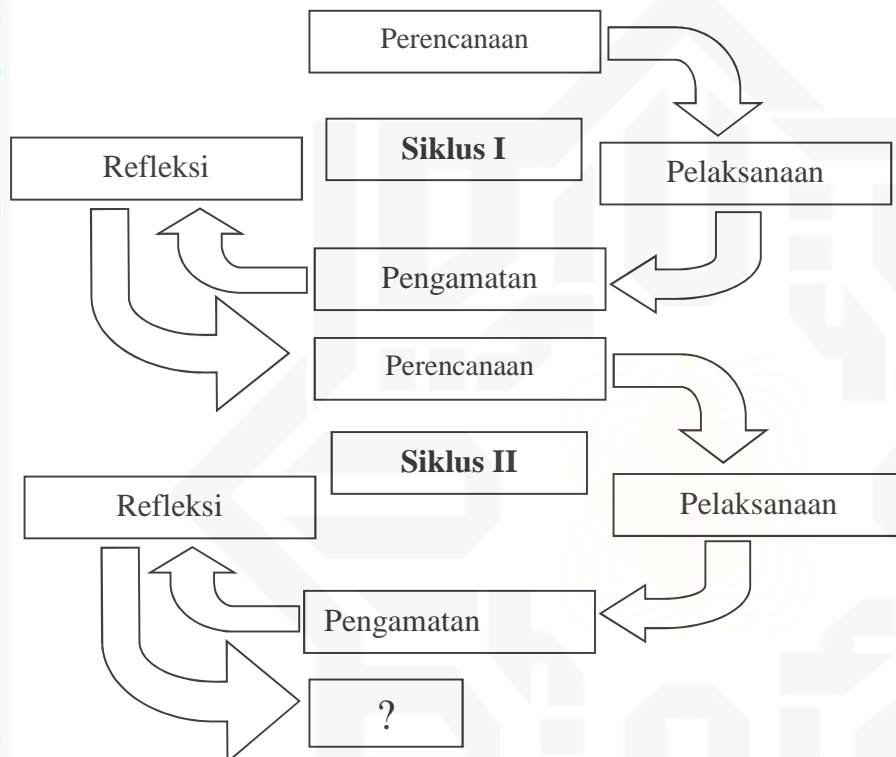 Perencanaan
Siklus I
Refleksi
Pelaksanaan
Pengamatan
Perencanaan
Siklus II
Refleksi
Pelaksanaan
Pengamatan
?